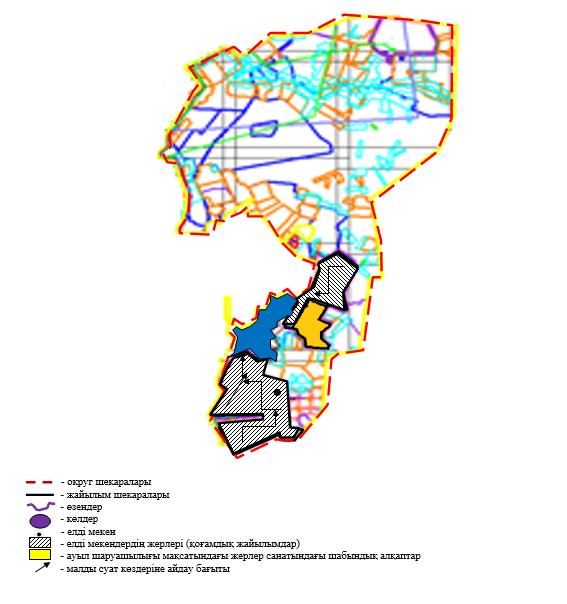 - округ шекаралары
- жайылым шекаралары
- өзендер
- көлдер
- елді мекен
- елді мекендердің жерлері (қоғамдық жайылымдар)
- ауыл шаруашылығы мақсатындағы жерлер санатындағы шабындық алқаптар
- малды суат көздеріне айдау бағыты